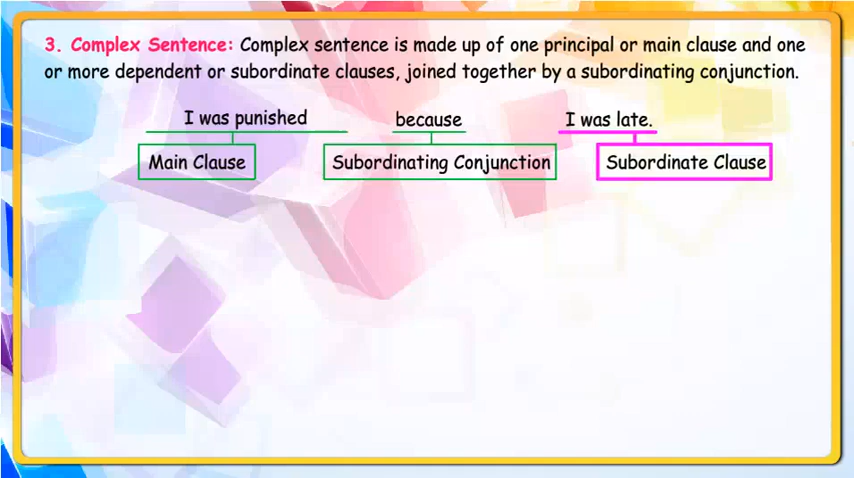 3. Complex Sentence: Complex sentence is made up of one principal or main clause and one
or more dependent or subordinate clauses, joined together by a subordinating conjunction.
I was punished because I was late.
Main Clause Subordinating Conjunction Subordinate Clause